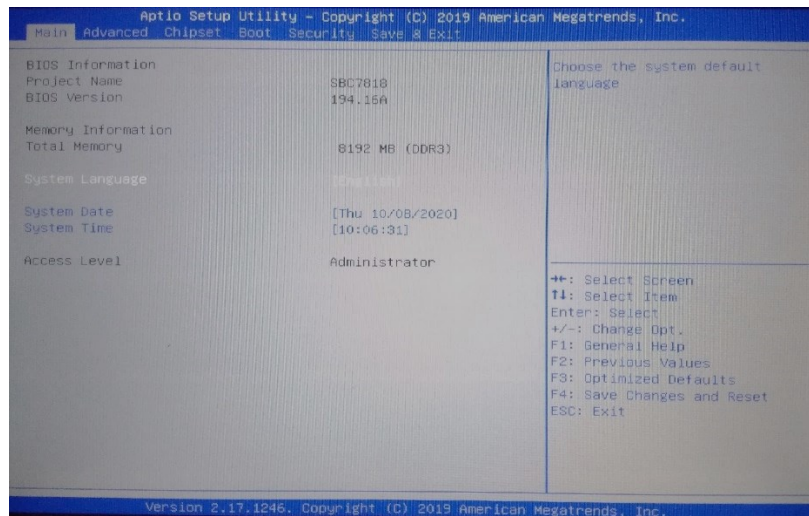 Aptio Setup Utility - Copyright (C) 2019 American Megatrends, Inc.
Main Advanced Chipset Boot Security Save & Exit
BIOS Information
Project Name SBC7818
BIOS Version 194.16A
Memory Information
Total Memory 8192 MB (DDR3)
System Language [English]
System Date [Thu 10/08/2020]
System Time [10:06:31]
Access Level Administrator
Choose the system default
language
→←: Select Screen
↑↓: Select Item
Enter: Select
+/-: Change Opt.
F1: General Help
F2: Previous Values
F3: Optimized Defaults
F4: Save Changes and Reset
ESC: Exit
Version 2.17.1246. Copyright (C) 2019 American Megatrends, Inc.